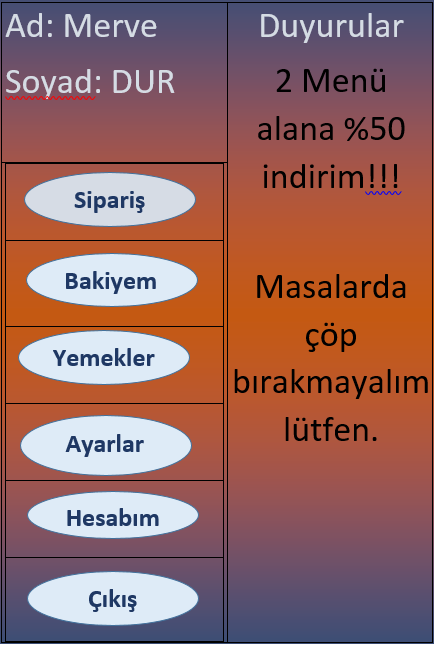 Ad: Merve
Soyad: DUR
Sipariş
Bakiyem
Yemekler
Ayarlar
Hesabım
Çıkış
Duyurular
2 Menü
alana %50
indirim!!!
Masalarda
çöp
bırakmayalım
lütfen.